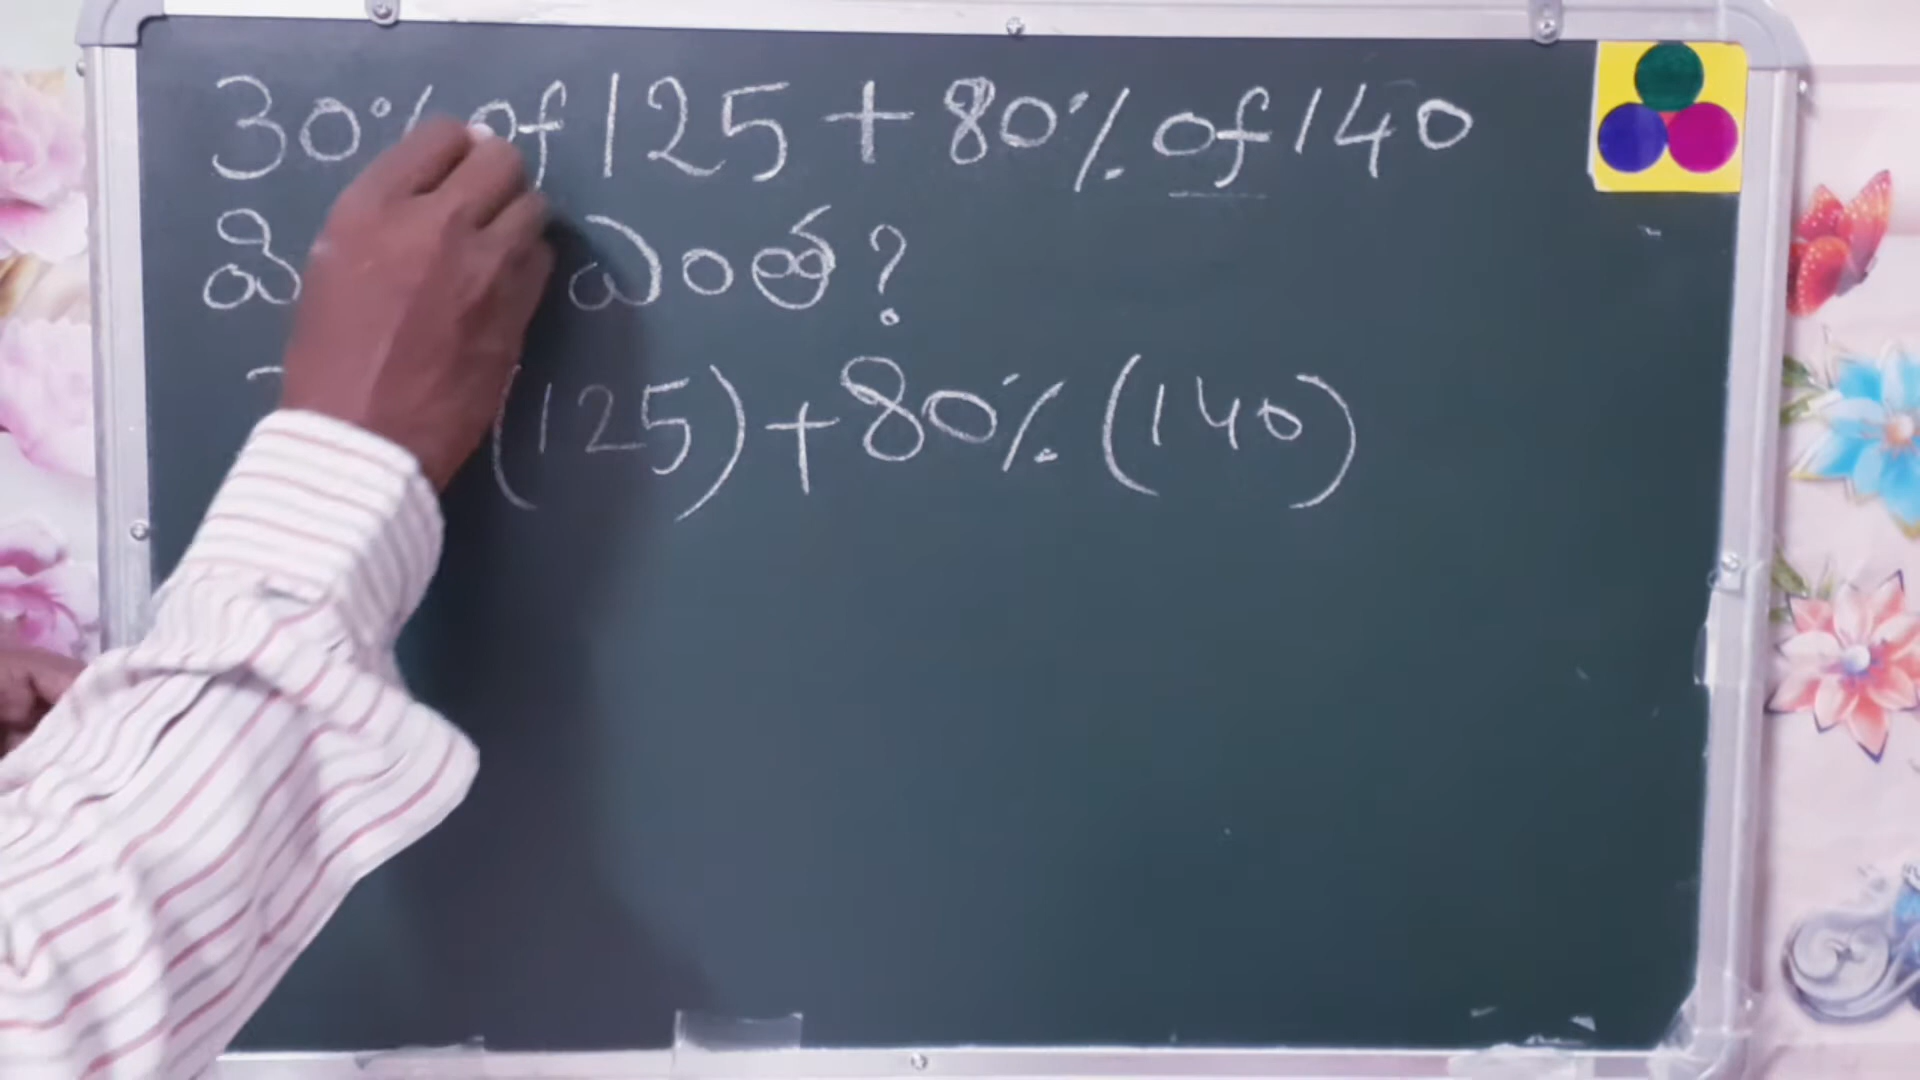 30% of 125 + 80% of 140
ఎంత?
(125) + 80% (140)